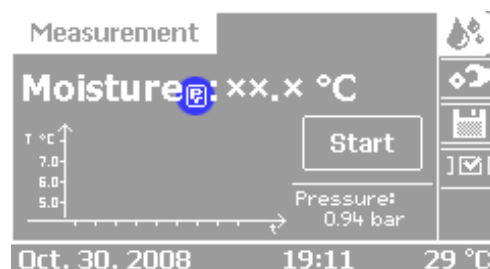 Measurement
Moisture P: ××.× °C
T °C
7.0-
6.0-
5.0-
t
Start
Pressure:
0.94 bar
Oct. 30. 2008 19:11 29 °C